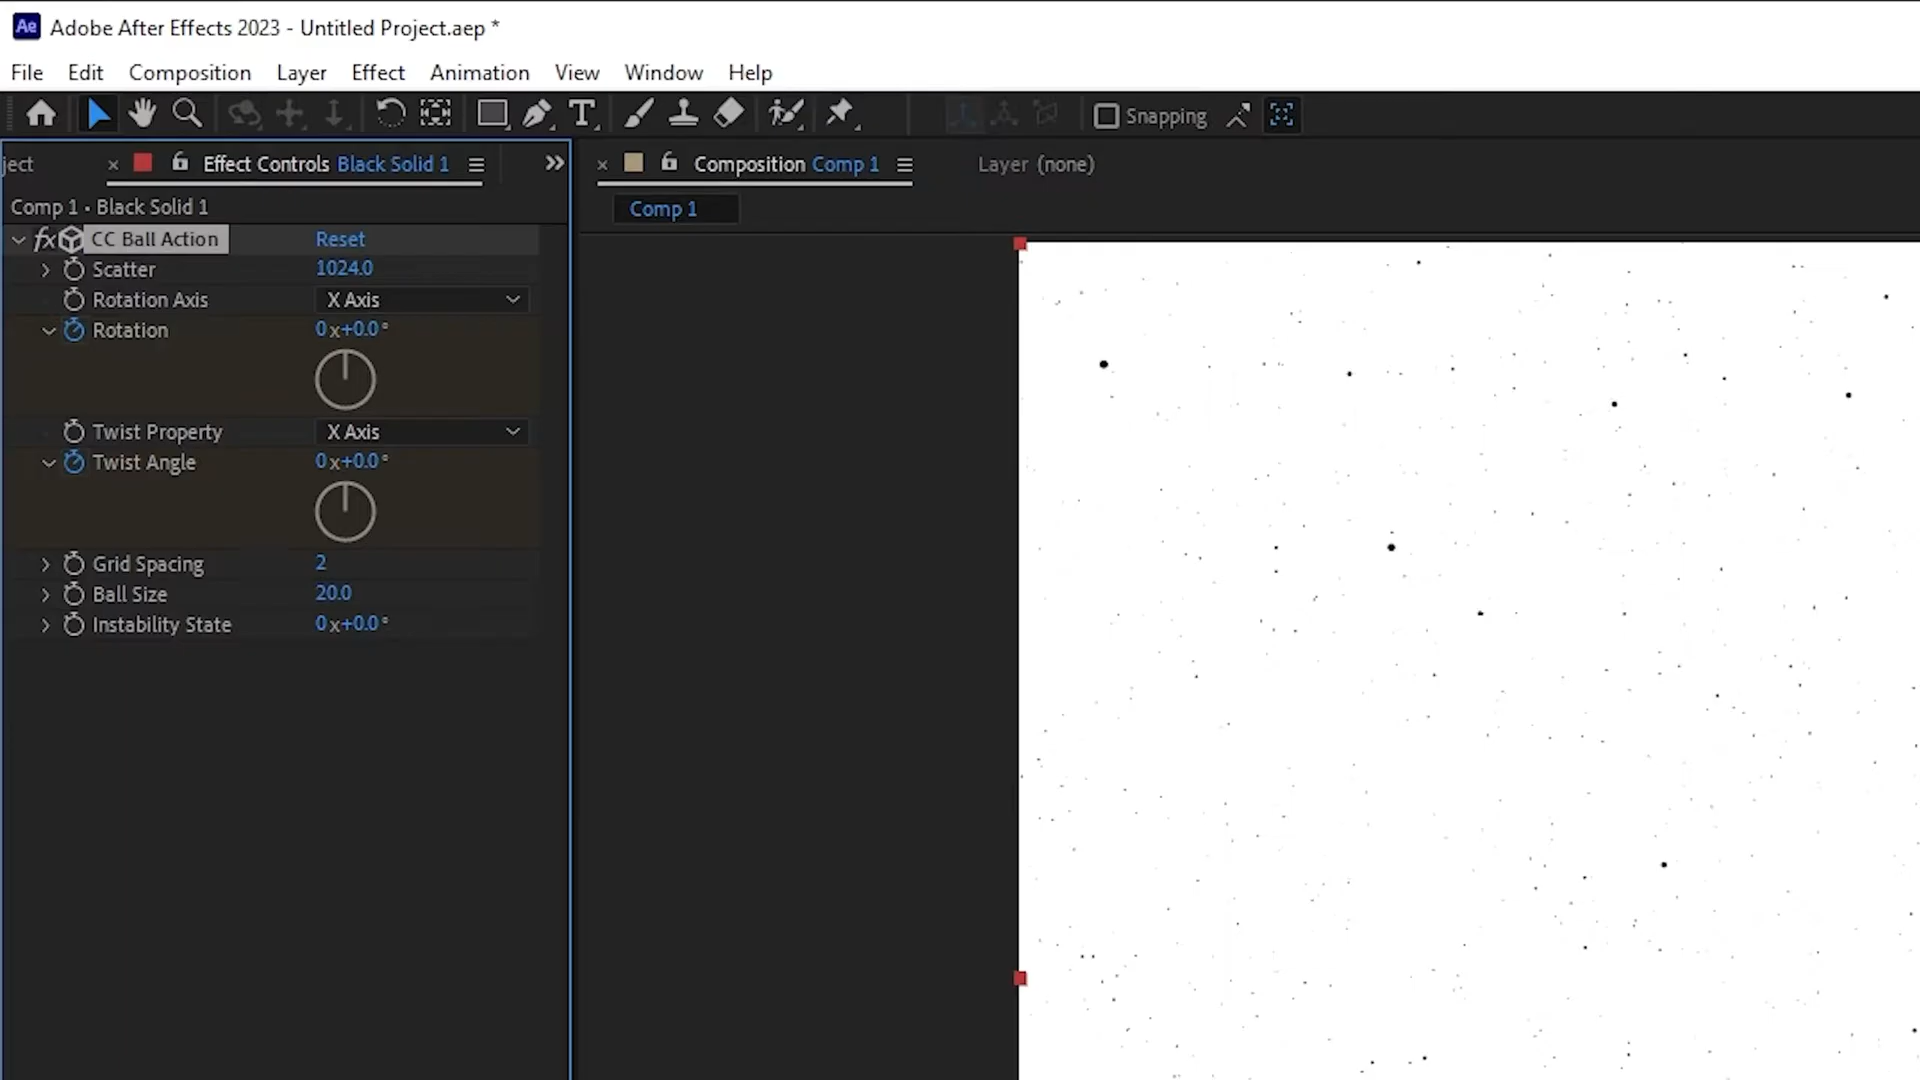 Ae Adobe After Effects 2023 - Untitled Project.aep *
File Edit Composition Layer Effect Animation View Window Help
T Snapping
ject × Effect Controls Black Solid 1 »
× Composition Comp 1 Layer (none)
Comp 1 • Black Solid 1
Comp 1
fx CC Ball Action Reset
Scatter 1024.0
Rotation Axis X Axis
Rotation 0x+0.0°
Twist Property X Axis
Twist Angle 0x+0.0°
Grid Spacing 2
Ball Size 20.0
Instability State 0x+0.0°